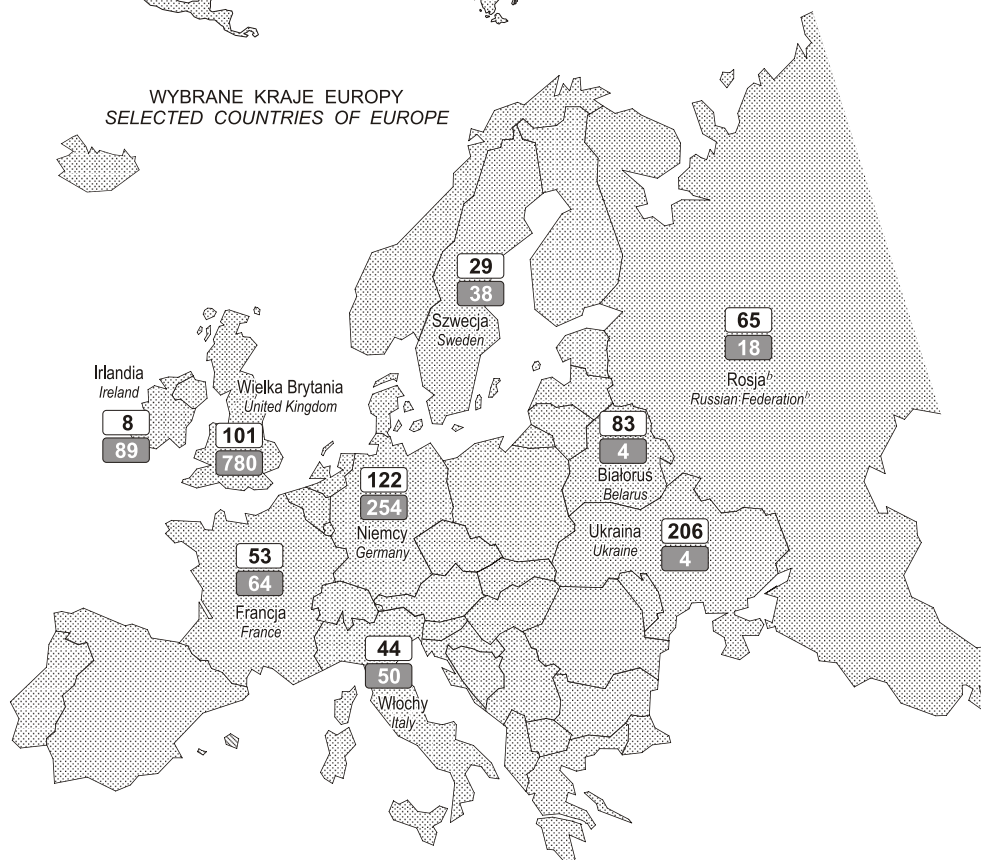 WYBRANE KRAJE EUROPY
SELECTED COUNTRIES OF EUROPE
29
38
Szwecja
Sweden
65
18
Rosja b
Russian Federation b
Irlandia
Ireland
8
89
Wielka Brytania
United Kingdom
101
780
83
4
Białoruś
Belarus
122
254
Niemcy
Germany
Ukraina
Ukraine
206
4
53
64
Francja
France
44
50
Włochy
Italy